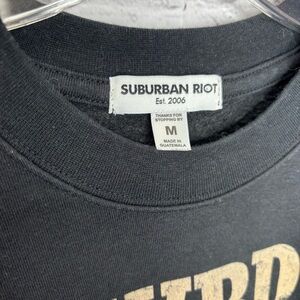 SUBURBAN RIOT
Est. 2006
THANKS FOR
STOPPING BY
M
MADE IN
GUATEMALA